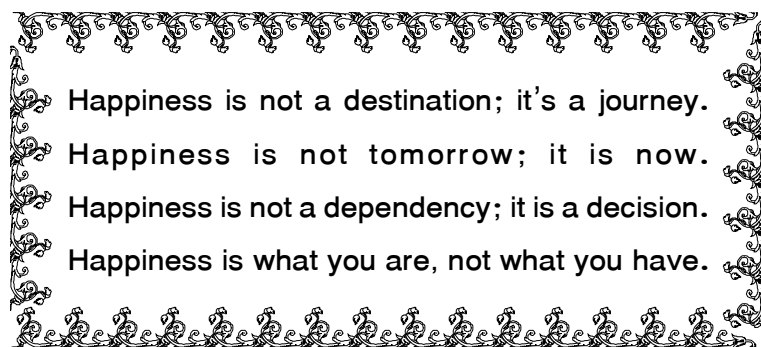 Happiness is not a destination; it's a journey.
Happiness is not tomorrow; it is now.
Happiness is not a dependency; it is a decision.
Happiness is what you are, not what you have.